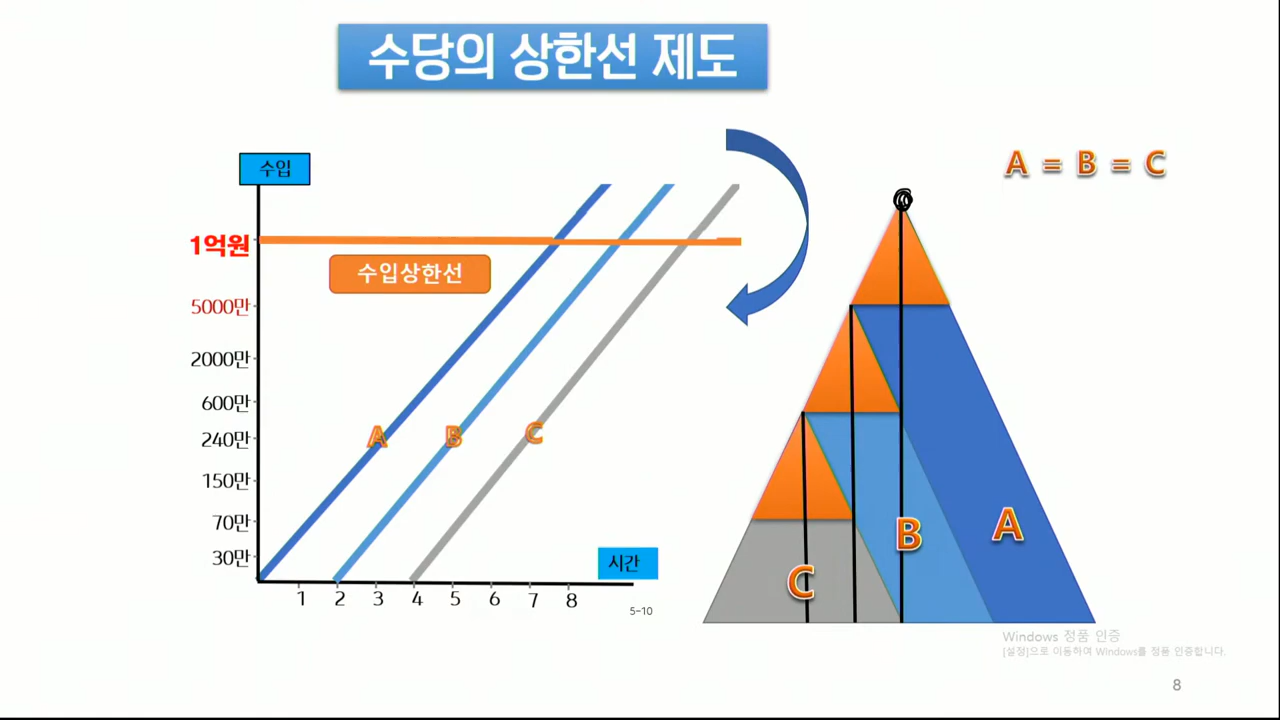 수당의 상한선 제도
수입
1억원
수입상한선
5000만
2000만
600만
240만
150만
70만
30만
A
B
C
시간
1 2 3 4 5 6 7 8
5-10
A = B = C
A
B
C
Windows 정품 인증
[설정]으로 이동하여 Windows를 정품 인증합니다.
8